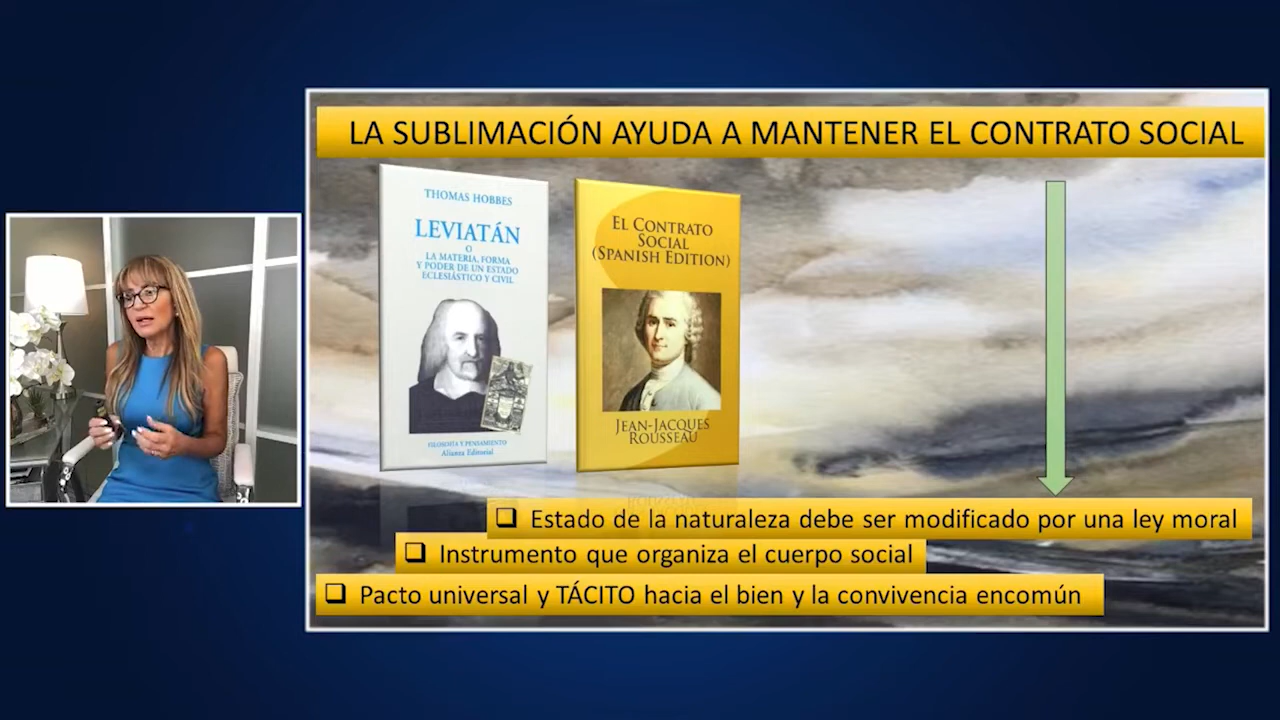 LA SUBLIMACIÓN AYUDA A MANTENER EL CONTRATO SOCIAL
THOMAS HOBBES
LEVIATÁN
O
LA MATERIA, FORMA
Y PODER DE UN ESTADO
ECLESIÁSTICO Y CIVIL
FILOSOFÍA Y PENSAMIENTO
Alianza Editorial
EL CONTRATO
SOCIAL
(SPANISH EDITION)
JEAN-JACQUES
ROUSSEAU
❑ Estado de la naturaleza debe ser modificado por una ley moral
❑ Instrumento que organiza el cuerpo social
❑ Pacto universal y TÁCITO hacia el bien y la convivencia encomún